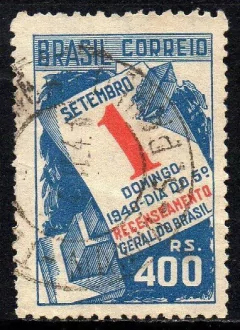 BRASIL CORREIO
SETEMBRO
1
DOMINGO-
1940-DIA DO 5º
RECENSEAMENTO
GERAL DO BRASIL
RS.
400